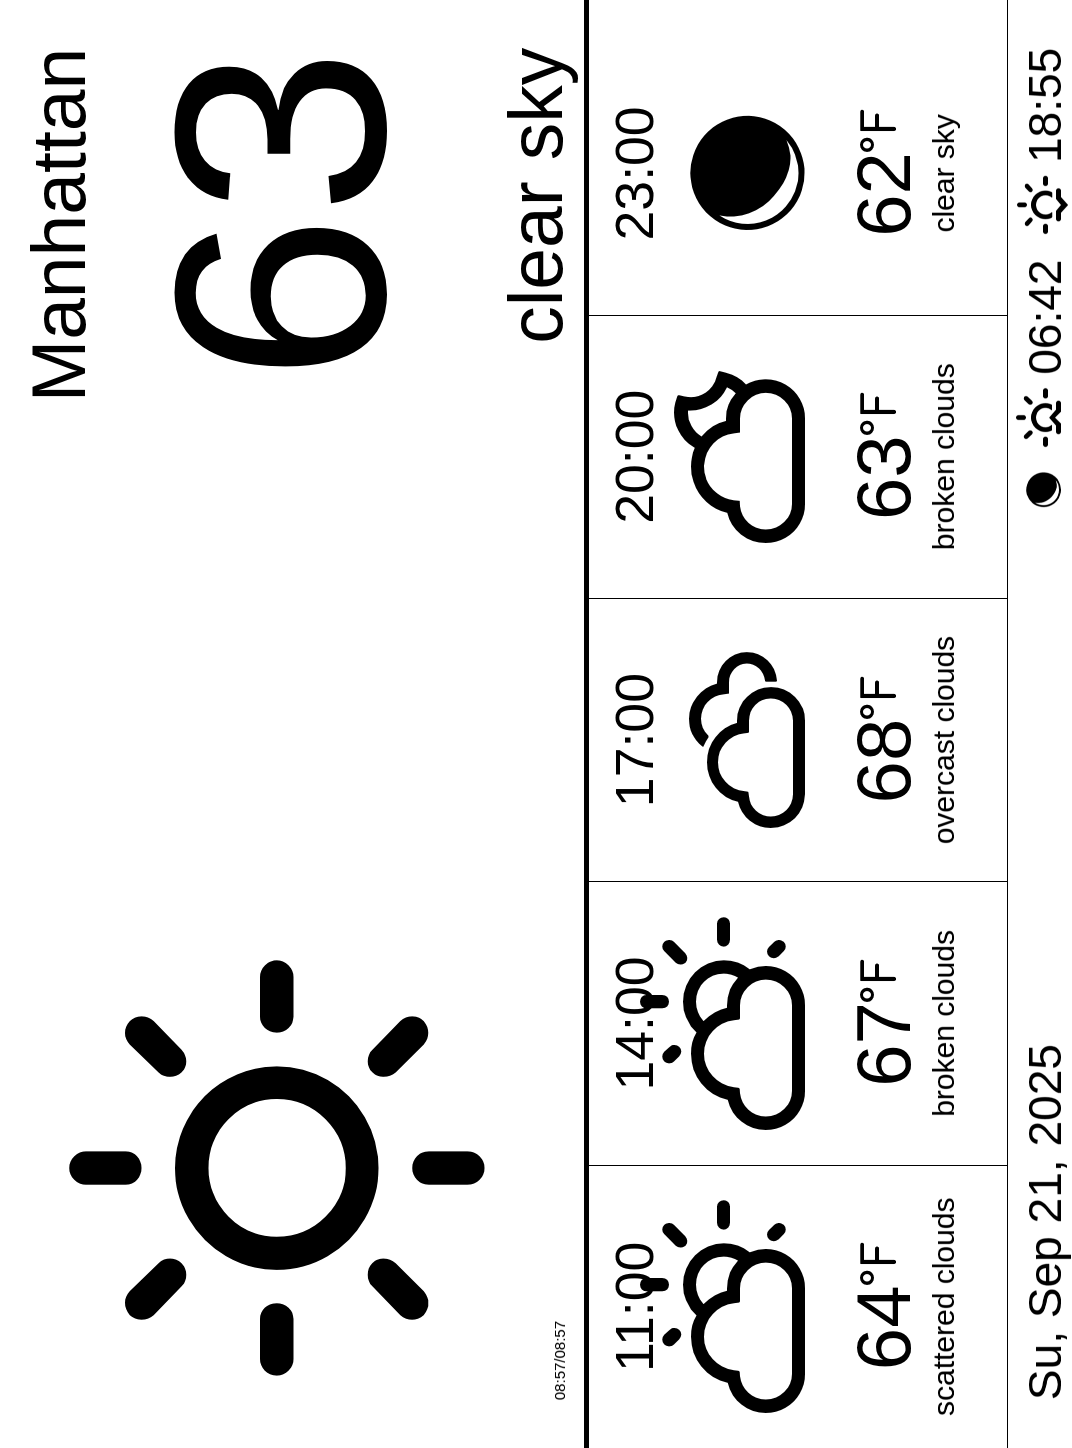 Manhattan
63
clear sky
08:57/08:57
11:00
64°F
scattered clouds
14:00
67°F
broken clouds
17:00
68°F
overcast clouds
20:00
63°F
broken clouds
23:00
62°F
clear sky
Su, Sep 21, 2025
06:42 18:55